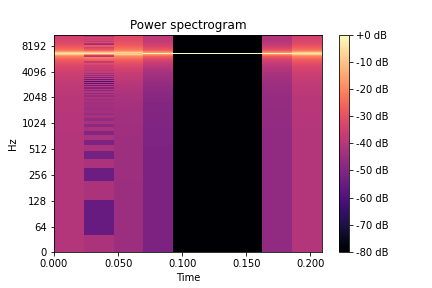 Power spectrogram
8192
4096
2048
1024
512
256
128
64
0
Hz
0.000 0.050 0.100 0.150 0.200
Time
+0 dB
-10 dB
-20 dB
-30 dB
-40 dB
-50 dB
-60 dB
-70 dB
-80 dB